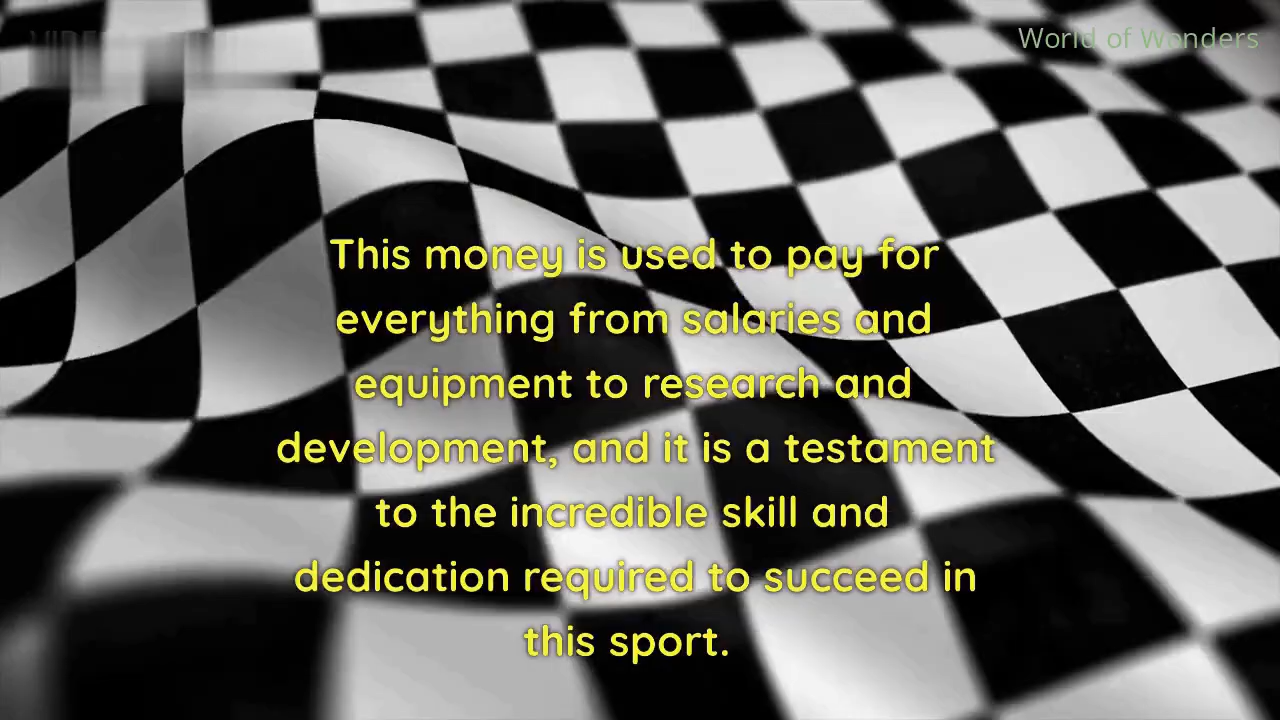 World of Wonders
This money is used to pay for
everything from salaries and
equipment to research and
development, and it is a testament
to the incredible skill and
dedication required to succeed in
this sport.